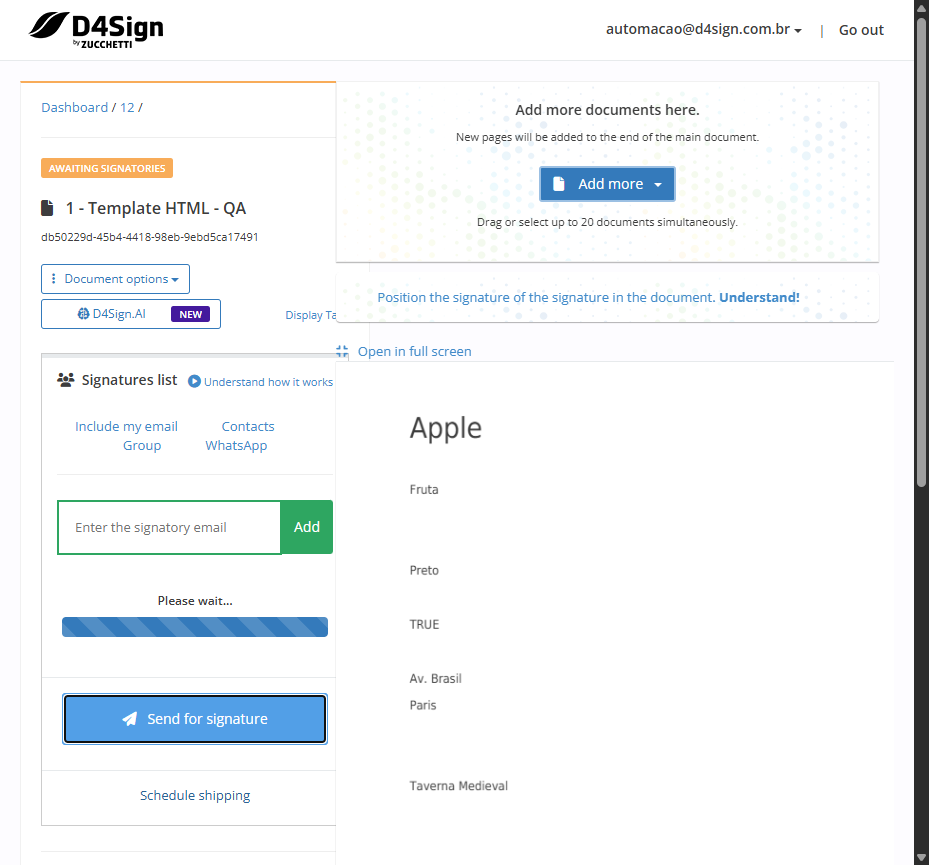 D4Sign
by ZUCCHETTI
automacao@d4sign.com.br
|
Go out
Dashboard / 12 /
AWAITING SIGNATORIES
1 - Template HTML - QA
db50229d-45b4-4418-98eb-9ebd5ca17491
Document options
D4Sign.AI NEW
Display Ta
Signatures list
Understand how it works
Include my email
Contacts
Group
WhatsApp
Enter the signatory email
Add
Please wait...
Send for signature
Schedule shipping
Add more documents here.
New pages will be added to the end of the main document.
Add more
Drag or select up to 20 documents simultaneously.
Position the signature of the signature in the document. Understand!
Open in full screen
Apple
Fruta
Preto
TRUE
Av. Brasil
Paris
Taverna Medieval